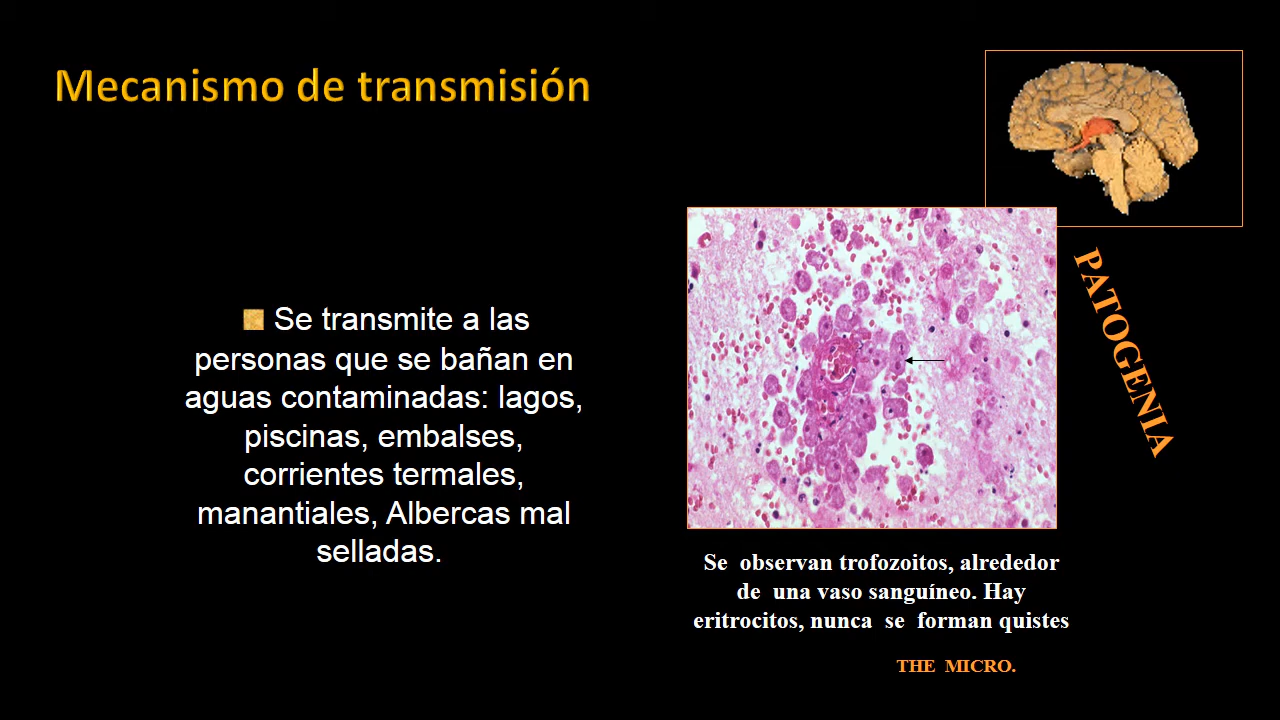 Mecanismo de transmisión
Se transmite a las
personas que se bañan en
aguas contaminadas: lagos,
piscinas, embalses,
corrientes termales,
manantiales, Albercas mal
selladas.
PATOGENIA
Se observan trofozoitos, alrededor
de una vaso sanguíneo. Hay
eritrocitos, nunca se forman quistes
THE MICRO.